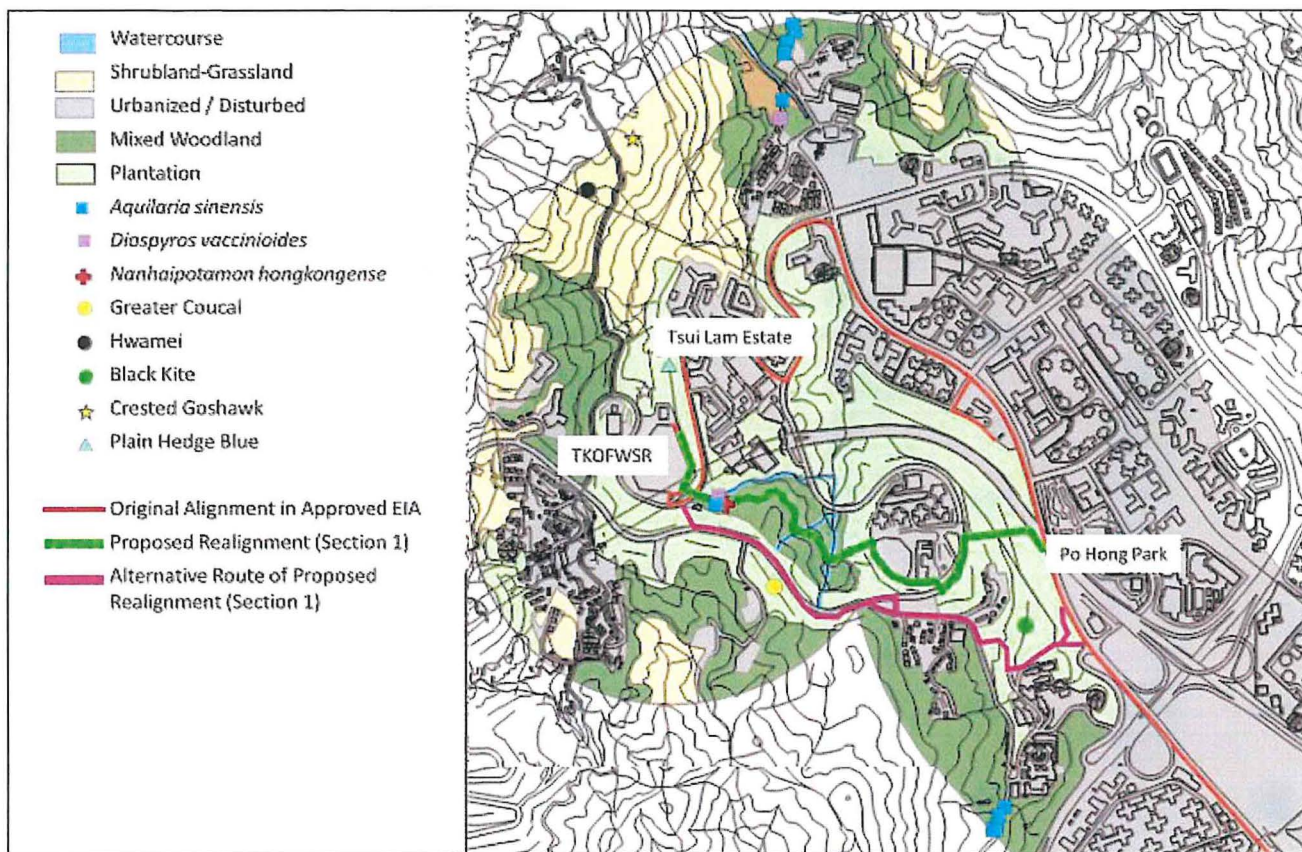 Watercourse
Shrubland-Grassland
Urbanized / Disturbed
Mixed Woodland
Plantation
Aquilaria sinensis
Diospyros vaccinioides
Nanhaipotamon hongkongense
Greater Coucal
Hwamei
Black Kite
Crested Goshawk
Plain Hedge Blue
Original Alignment in Approved EIA
Proposed Realignment (Section 1)
Alternative Route of Proposed
Realignment (Section 1)
Tsui Lam Estate
TKOFWSR
Po Hong Park